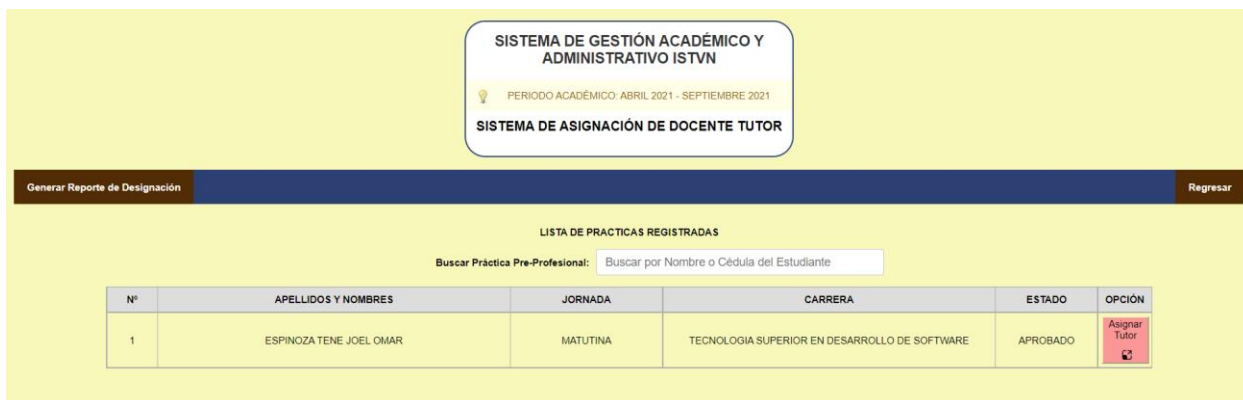 SISTEMA DE GESTIÓN ACADÉMICO Y
ADMINISTRATIVO ISTVN
PERIODO ACADÉMICO: ABRIL 2021 - SEPTIEMBRE 2021
SISTEMA DE ASIGNACIÓN DE DOCENTE TUTOR
Generar Reporte de Designación Regresar
LISTA DE PRACTICAS REGISTRADAS
Buscar Práctica Pre-Profesional: Buscar por Nombre o Cédula del Estudiante
Nº APELLIDOS Y NOMBRES JORNADA CARRERA ESTADO OPCIÓN
1 ESPINOZA TENE JOEL OMAR MATUTINA TECNOLOGIA SUPERIOR EN DESARROLLO DE SOFTWARE APROBADO Asignar
Tutor